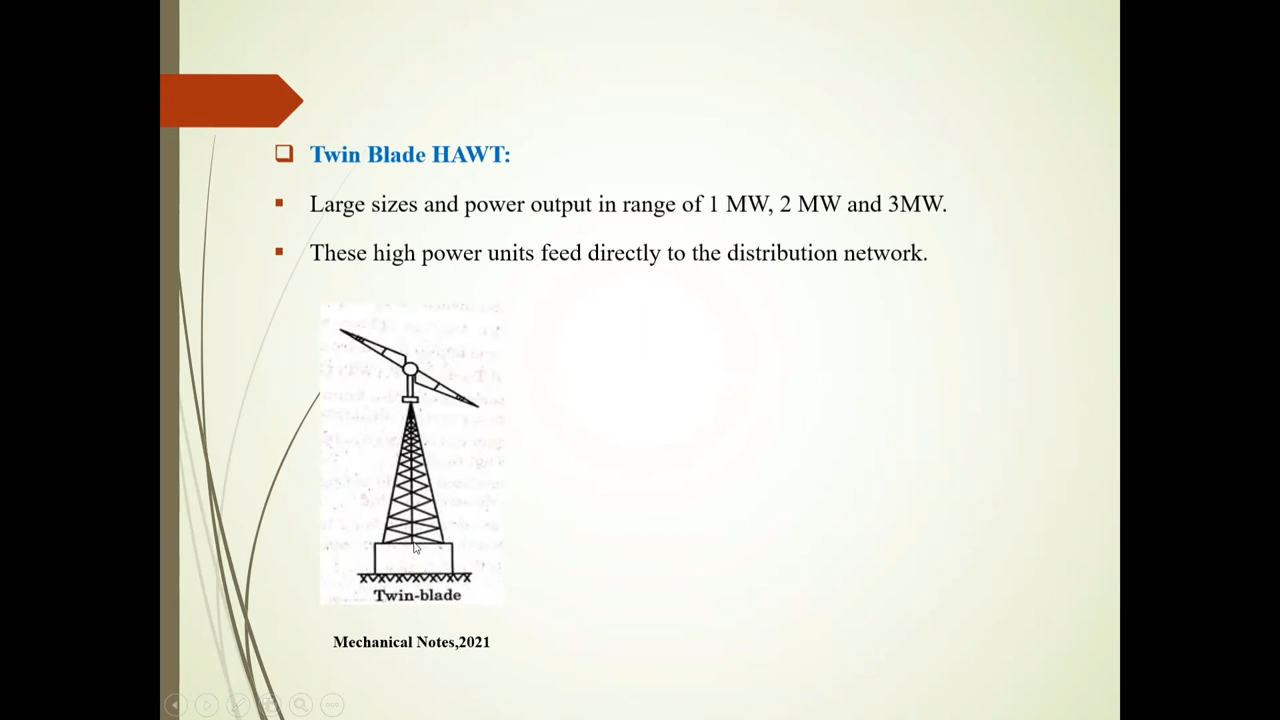 Twin Blade HAWT:
Large sizes and power output in range of 1 MW, 2 MW and 3MW.
These high power units feed directly to the distribution network.
Twin-blade
Mechanical Notes,2021